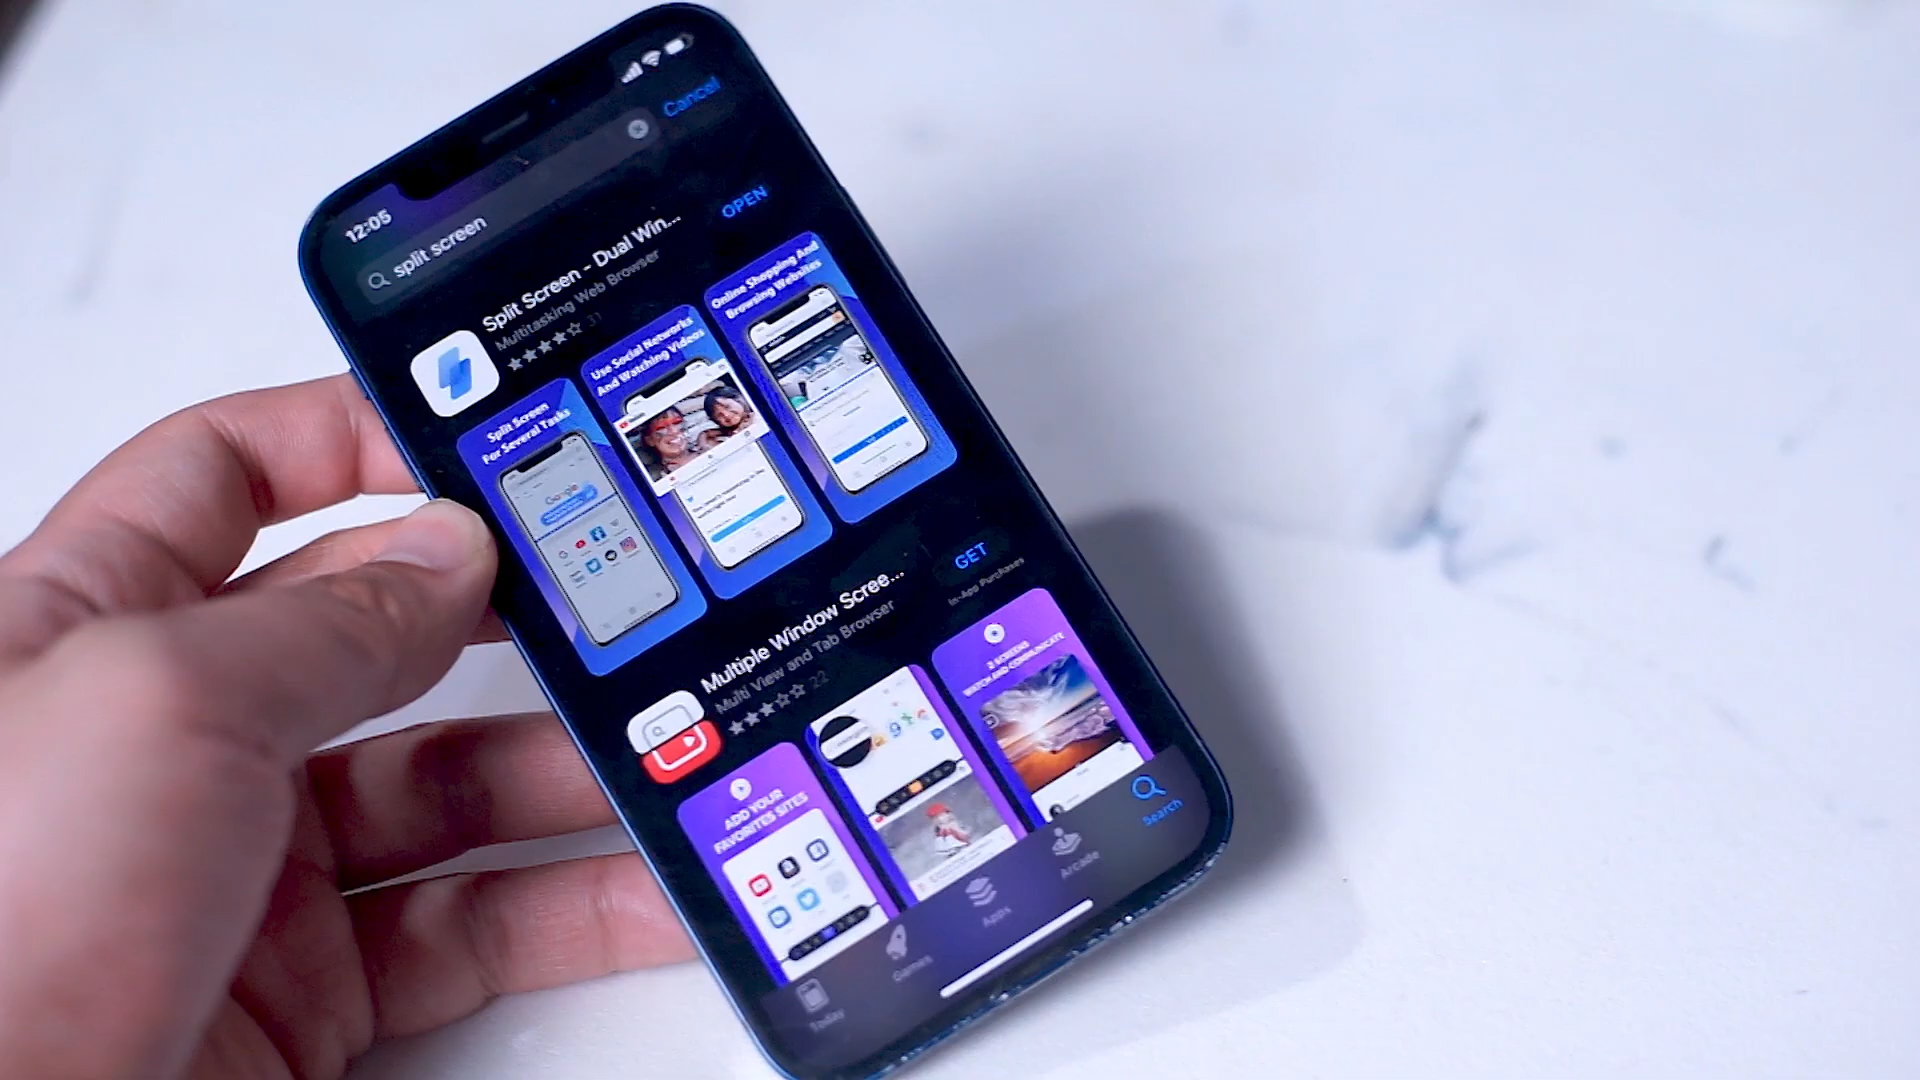 12:05
Cancel
split screen
Split Screen - Dual Win...
Multitasking Web Browser
31
OPEN
Split Screen
For Several Tasks
Google
Use Social Networks
And Watching Videos
Online Shopping And
Browsing Websites
Multiple Window Scree...
Multi View and Tab Browser
22
GET
In-App Purchases
ADD YOUR
FAVORITES SITES
2 SCREENS
WATCH AND COMMUNICATE
Today
Games
Apps
Arcade
Search